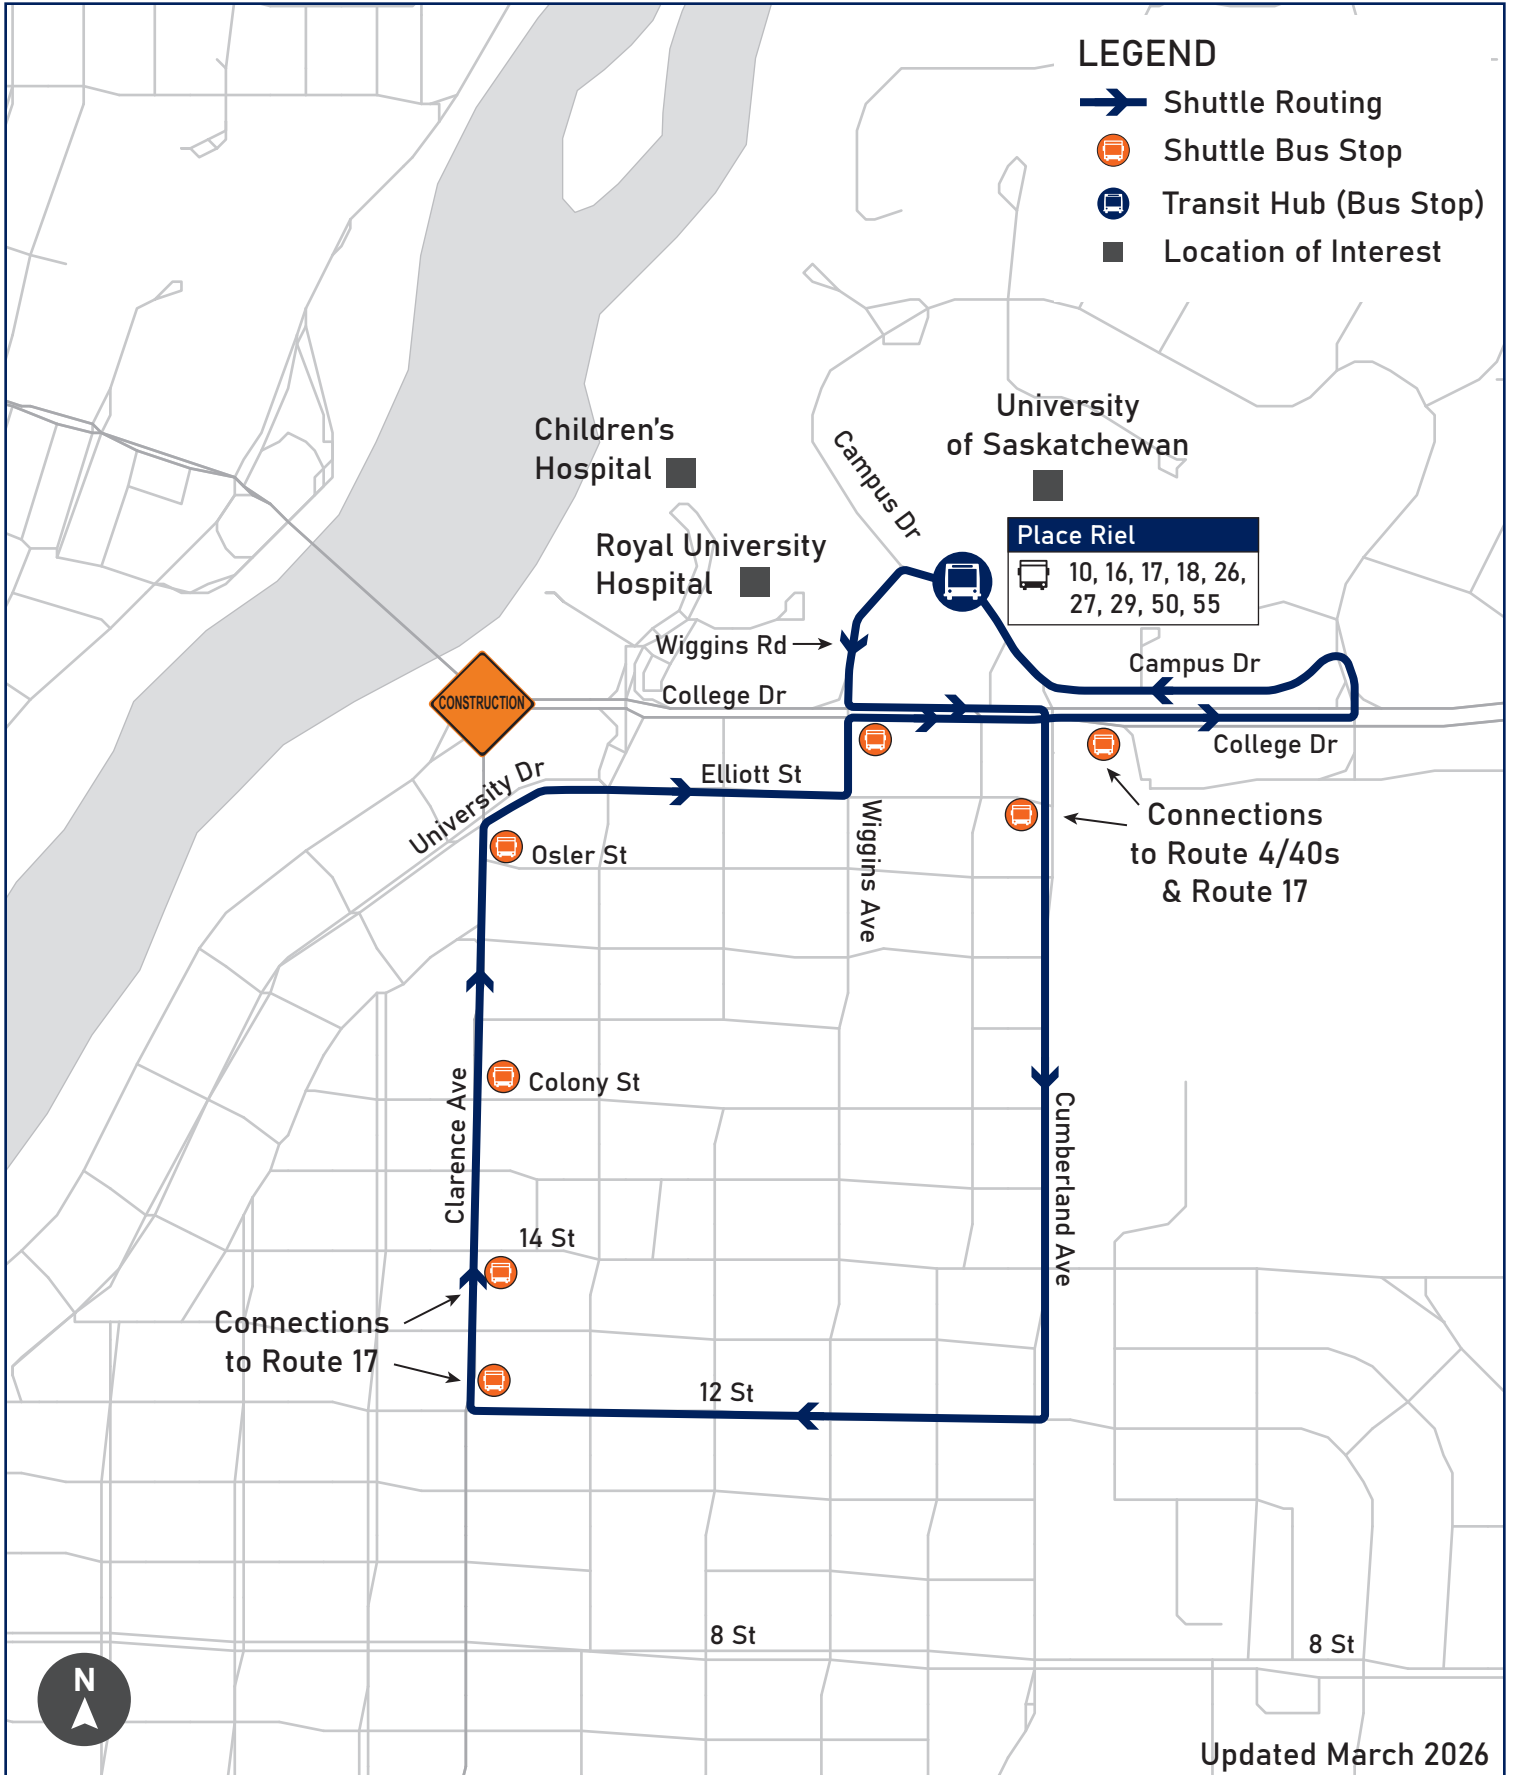 LEGEND
Shuttle Routing
Shuttle Bus Stop
Transit Hub (Bus Stop)
Location of Interest
Children's
Hospital
University
of Saskatchewan
Campus Dr
Place Riel
10, 16, 17, 18, 26,
27, 29, 50, 55
Royal University
Hospital
Wiggins Rd
Campus Dr
College Dr
CONSTRUCTION
College Dr
University Dr
Elliott St
Wiggins Ave
Connections
to Route 4/40s
& Route 17
Osler St
Colony St
Clarence Ave
Cumberland Ave
14 St
Connections
to Route 17
12 St
8 St
8 St
N
Updated March 2026